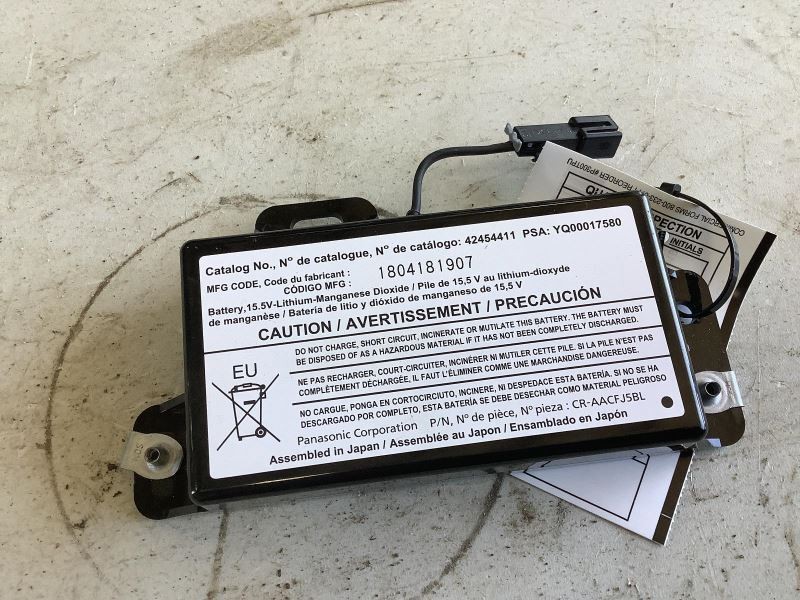 Catalog No., Nº de catalogue, Nº de catálogo: 42454411 PSA: YQ00017580
MFG CODE, Code du fabricant :
CÓDIGO MFG : 1804181907
Battery,15.5V-Lithium-Manganese Dioxide / Pile de 15,5 V au lithium-dioxyde
de manganèse / Batería de litio y dióxido de manganeso de 15,5 V
CAUTION / AVERTISSEMENT / PRECAUCIÓN
EU
DO NOT CHARGE, SHORT CIRCUIT, INCINERATE OR MUTILATE THIS BATTERY. THE BATTERY MUST
BE DISPOSED OF AS A HAZARDOUS MATERIAL IF IT HAS NOT BEEN COMPLETELY DISCHARGED.
NE PAS RECHARGER, COURT-CIRCUITER, INCINÉRER NI MUTILER CETTE PILE. SI LA PILE N'EST PAS
COMPLÈTEMENT DÉCHARGÉE, IL FAUT L'ÉLIMINER COMME UNE MARCHANDISE DANGEREUSE.
NO CARGUE, PONGA EN CORTOCIRCIUTO, INCINERE, NI DESPEDACE ESTA BATERÍA. SI NO SE HA
DESCARGADO POR COMPLETO, ESTA BATERÍA SE DEBE DESECHAR COMO MATERIAL PELIGROSO
Panasonic Corporation P/N, Nº de pièce, Nº pieza : CR-AACFJ5BL
Assembled in Japan / Assemblée au Japon / Ensamblado en Japón
REORDER #P300TPU
INITIALS